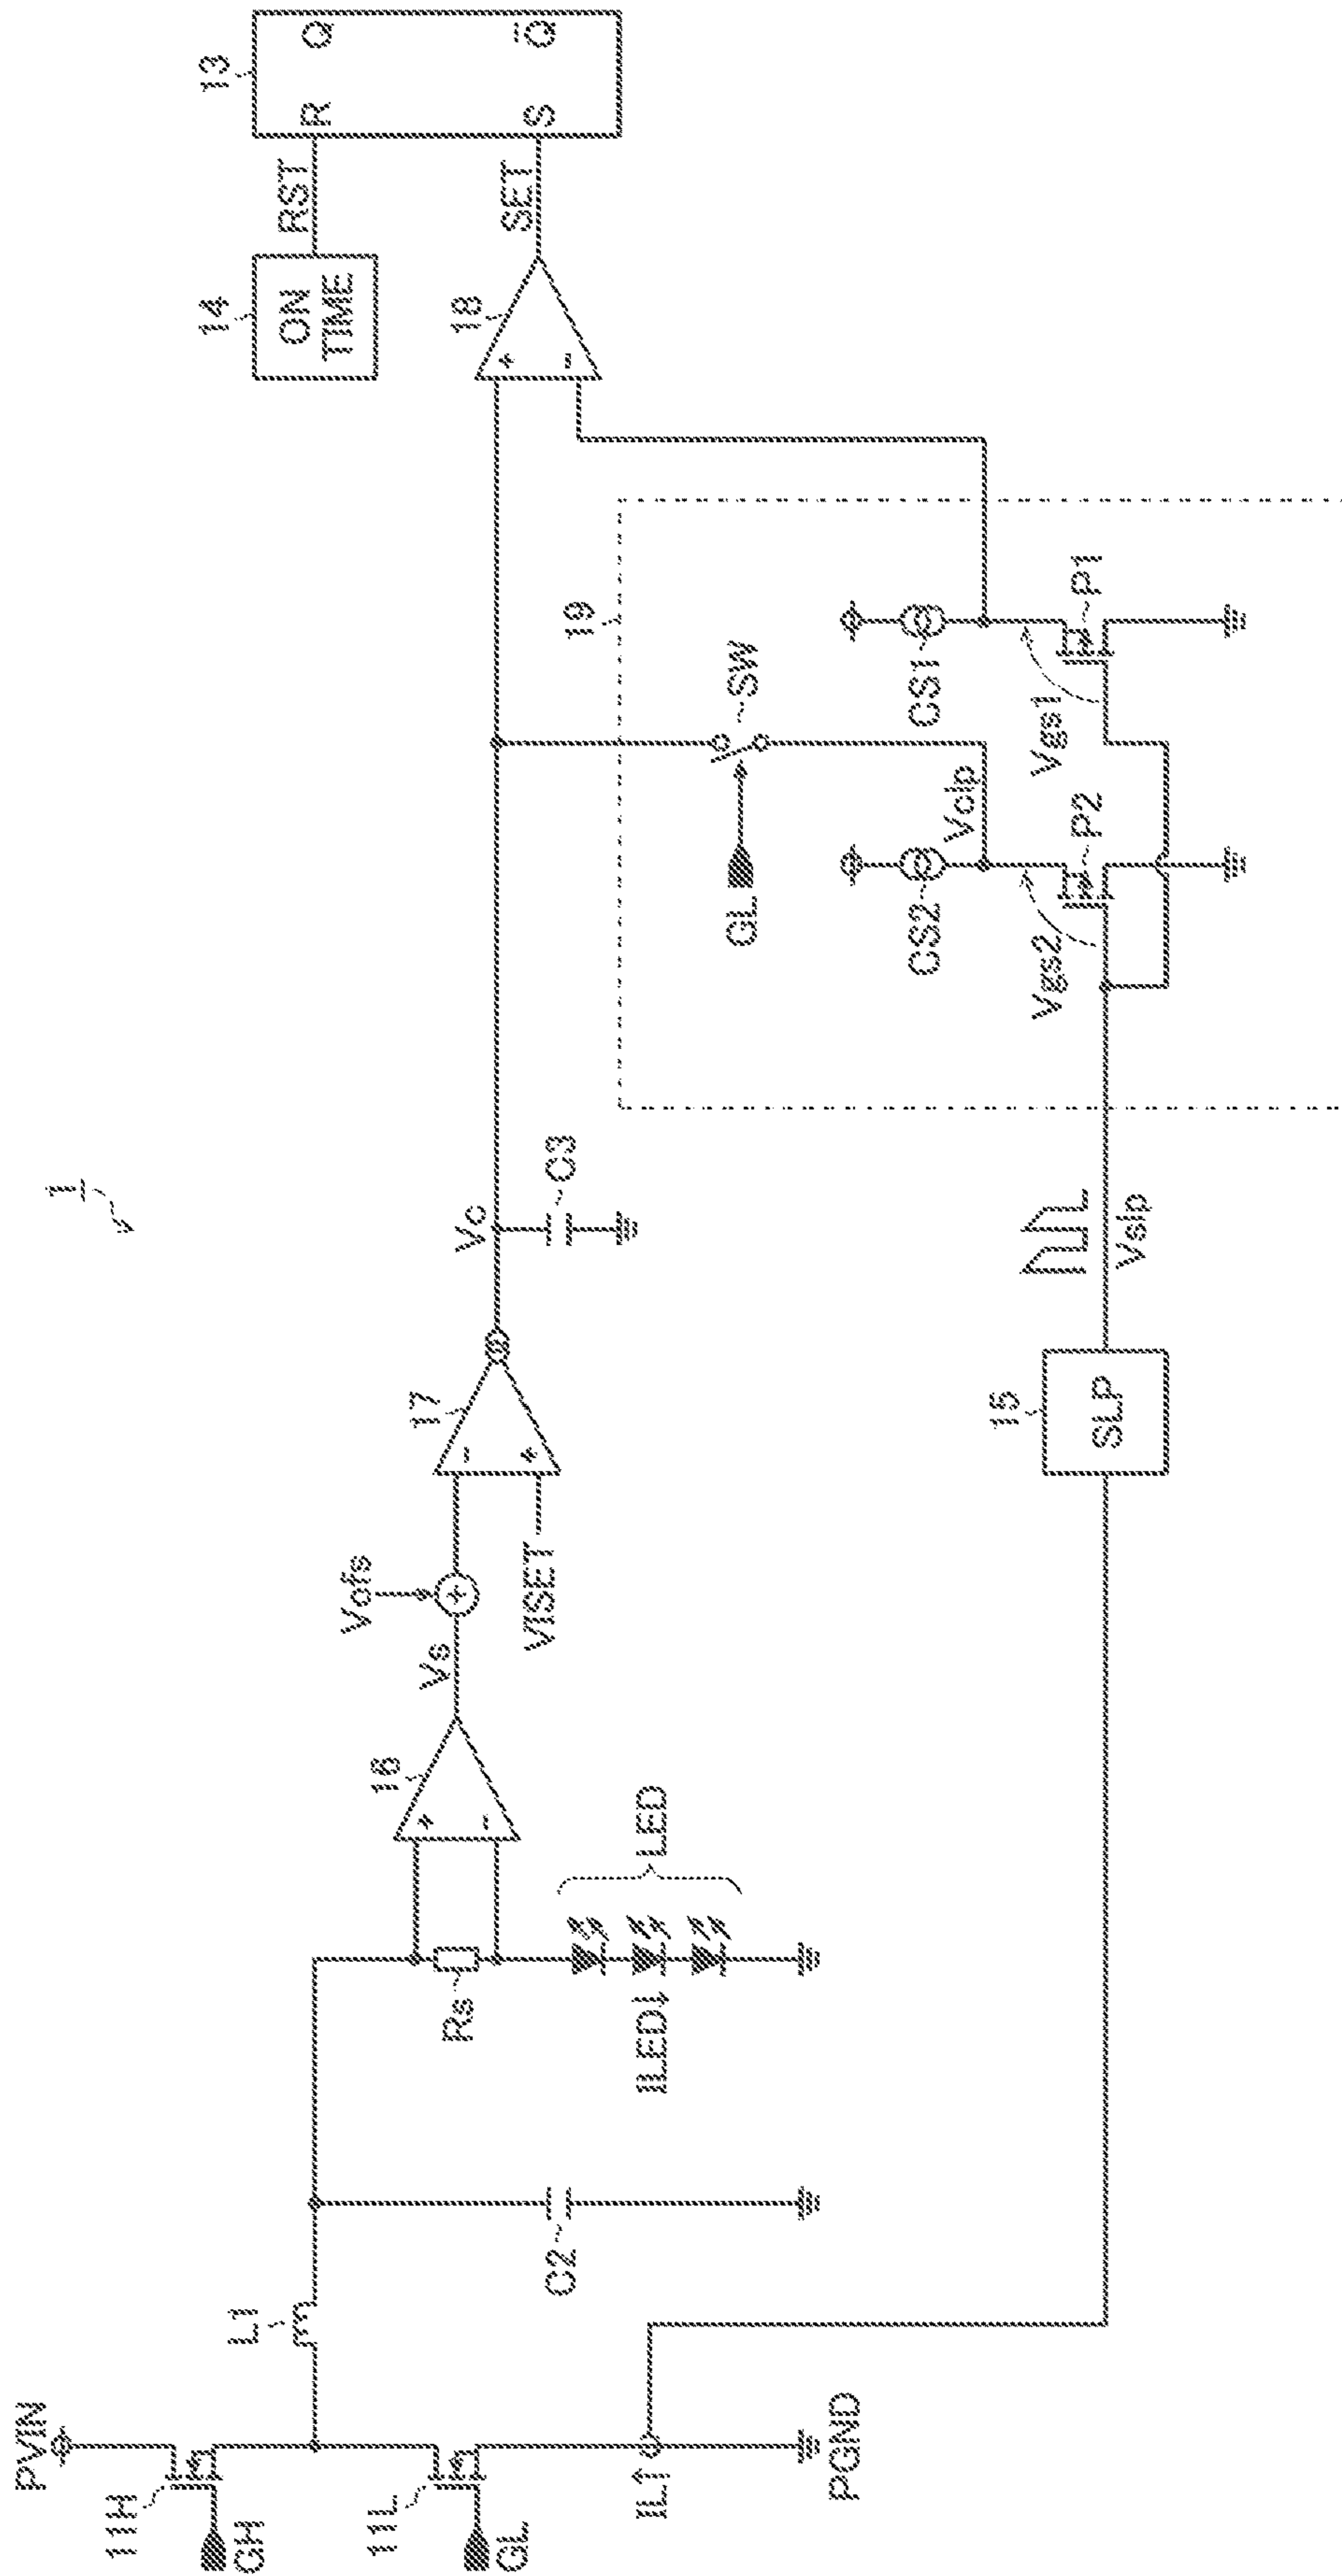 1
PVIN
11H
GH
11L
GL
IL1
PGND
L1
C2
Rs
ILED
LED
16
+
-
Vs
Vofs
+
VISET
17
-
+
Vc
C3
15
SLP
Vslp
19
GL
SW
CS2
Vclp
CS1
Vgs2
P2
Vgs1
P1
18
+
-
14
ON
TIME
RST
SET
13
R
Q
S
Q̅